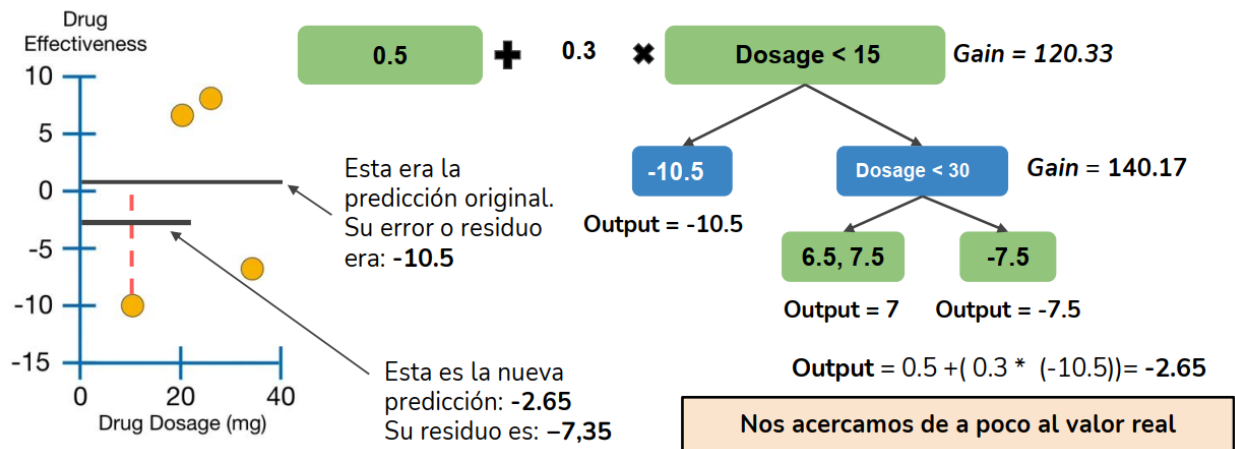 Drug
Effectiveness
10
5
0
-5
-10
-15
0
20
40
Drug Dosage (mg)
0.5
+
0.3
×
Dosage < 15
Gain = 120.33
-10.5
Output = -10.5
Dosage < 30
Gain = 140.17
6.5, 7.5
Output = 7
-7.5
Output = -7.5
Esta era la
predicción original.
Su error o residuo
era: -10.5
Esta es la nueva
predicción: -2.65
Su residuo es: –7,35
Output = 0.5 +( 0.3 * (-10.5))= -2.65
Nos acercamos de a poco al valor real